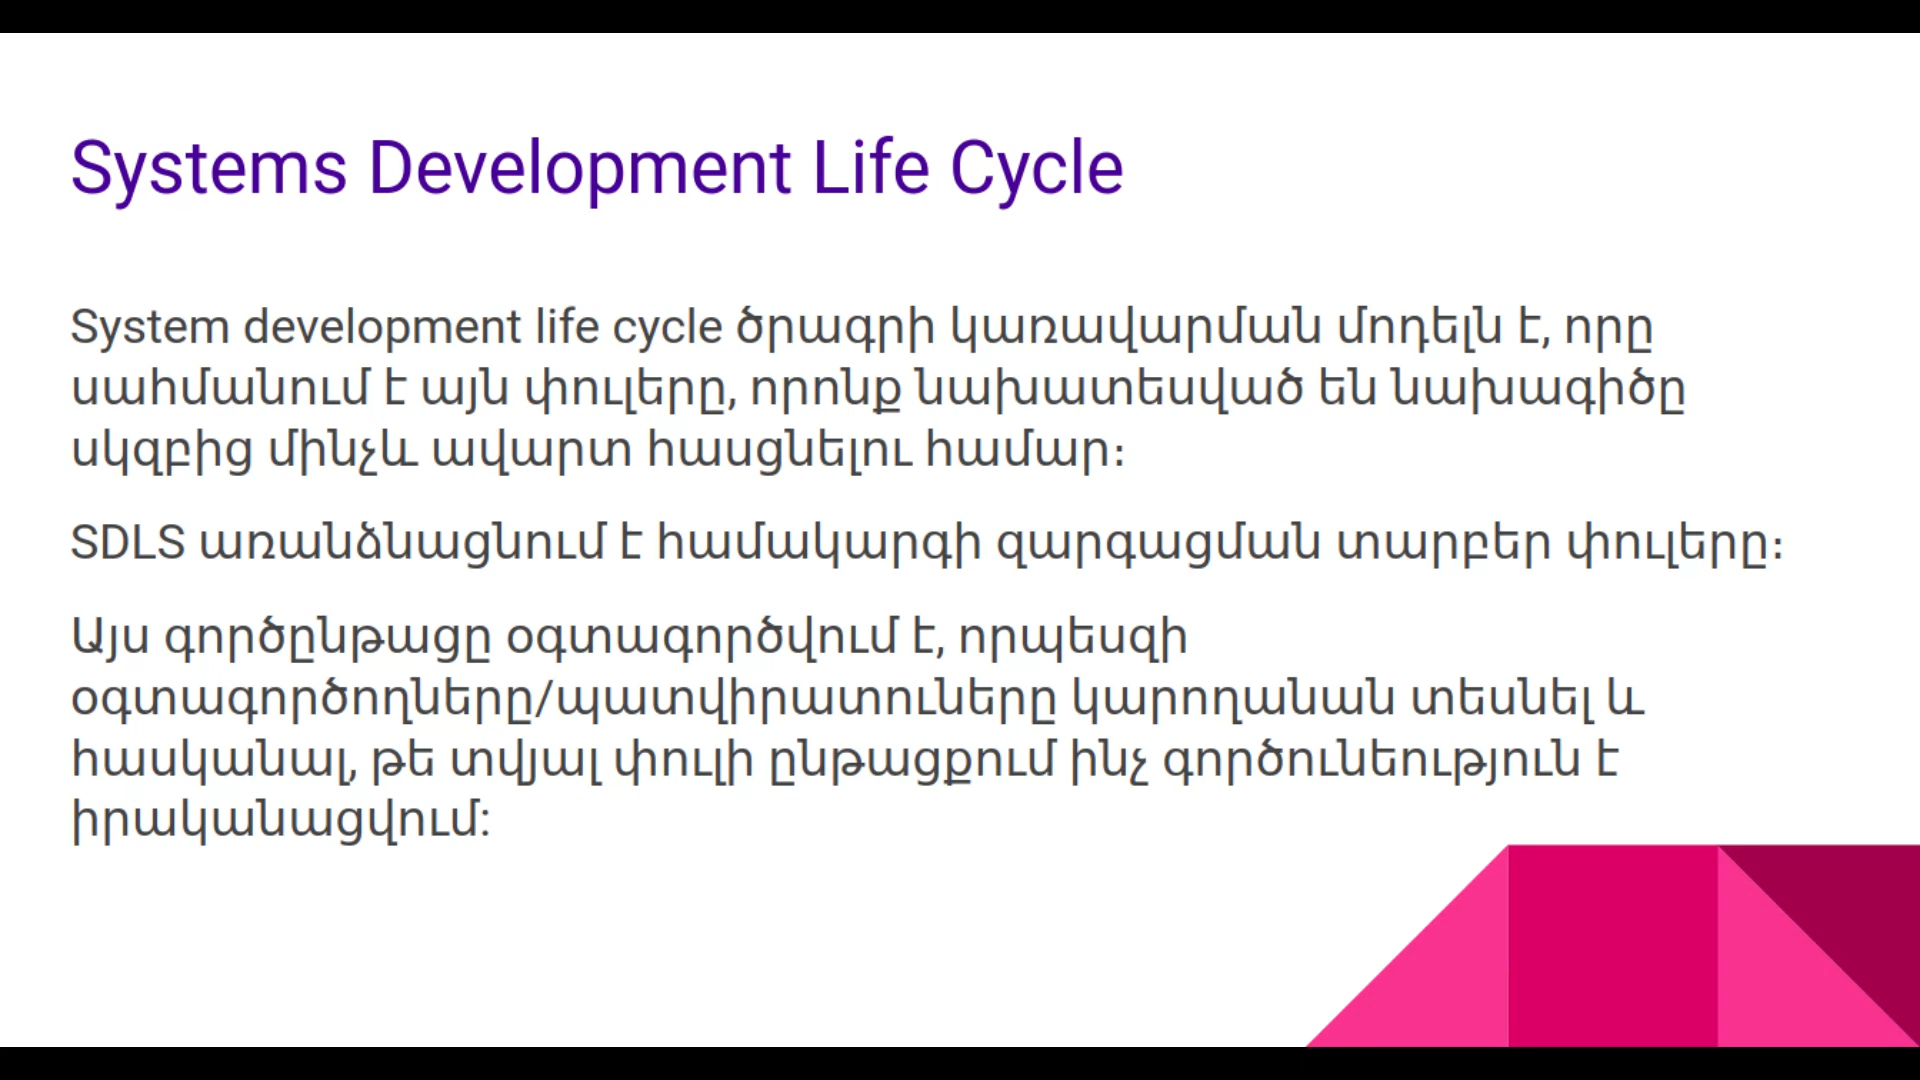 Systems Development Life Cycle
System development life cycle ծրագրի կառավարման մոդելն է, որը
սահմանում է այն փուլերը, որոնք նախատեսված են նախագիծը
սկզբից մինչև ավարտ հասցնելու համար։
SDLS առանձնացնում է համակարգի զարգացման տարբեր փուլերը։
Այս գործընթացը օգտագործվում է, որպեսզի
օգտագործողները/պատվիրատուները կարողանան տեսնել և
հասկանալ, թե տվյալ փուլի ընթացքում ինչ գործունեություն է
իրականացվում: